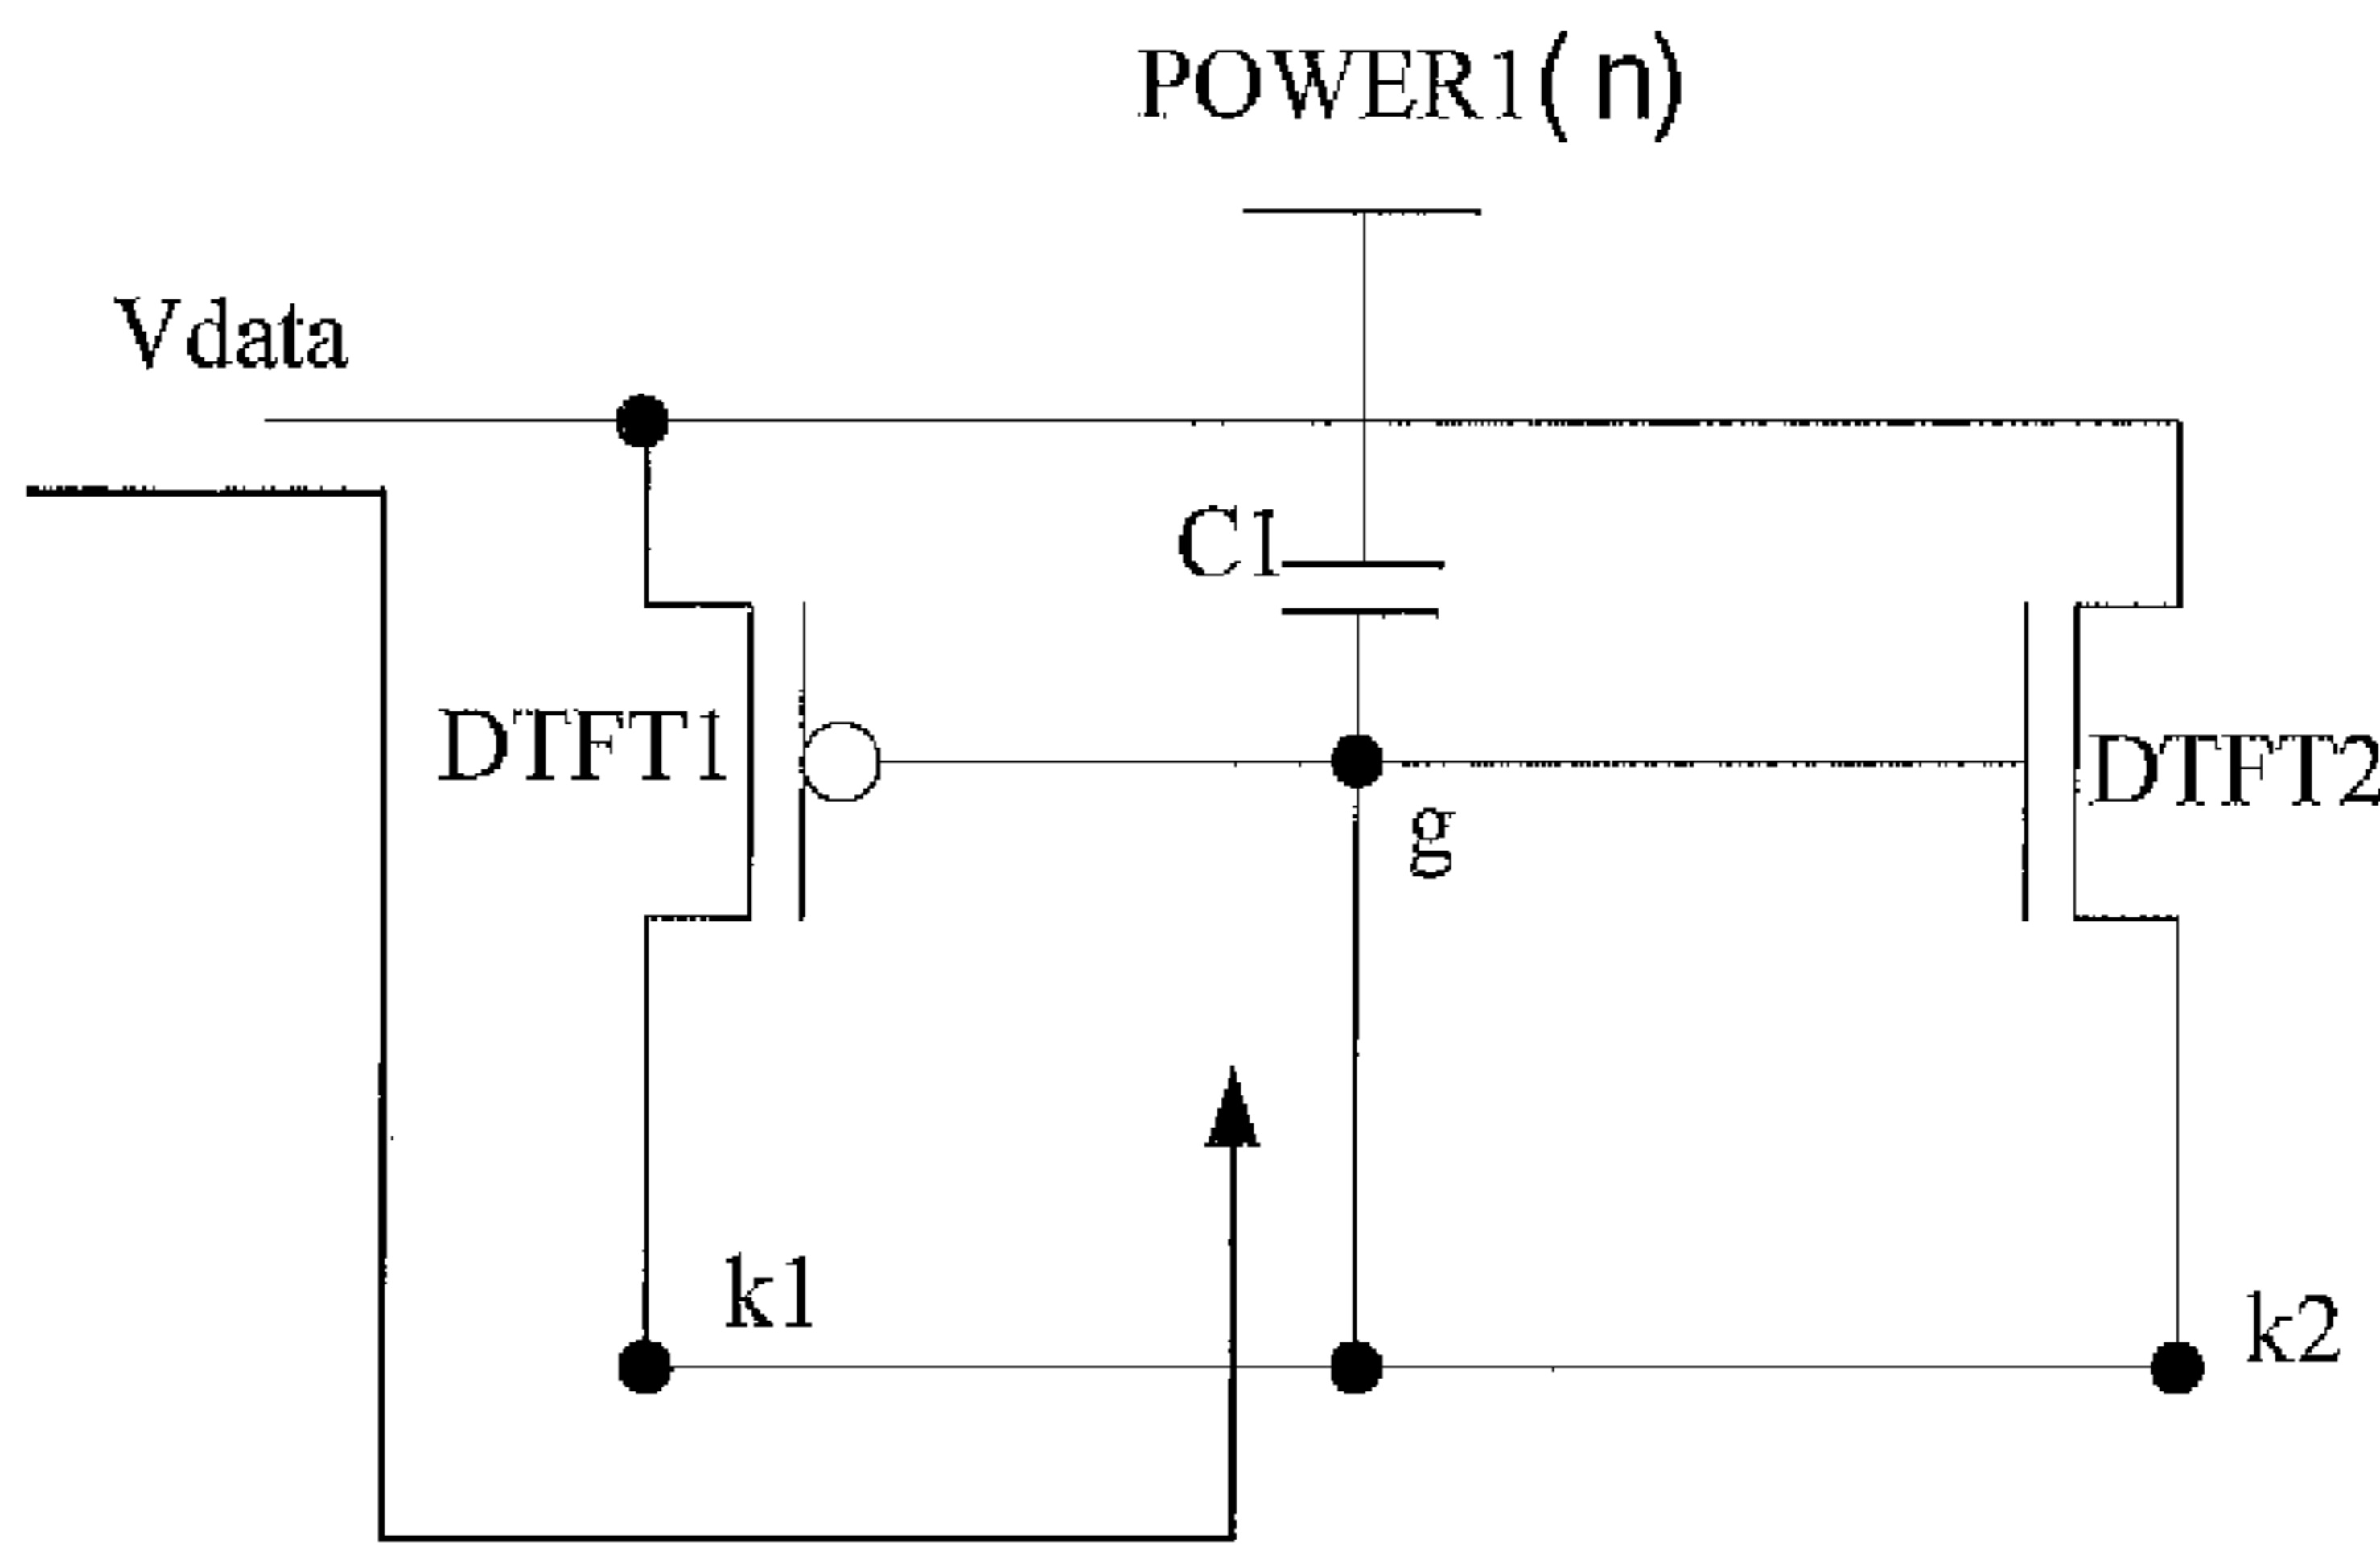 POWER1(n)
Vdata
C1
DTFT1
DTFT2
g
k1
k2